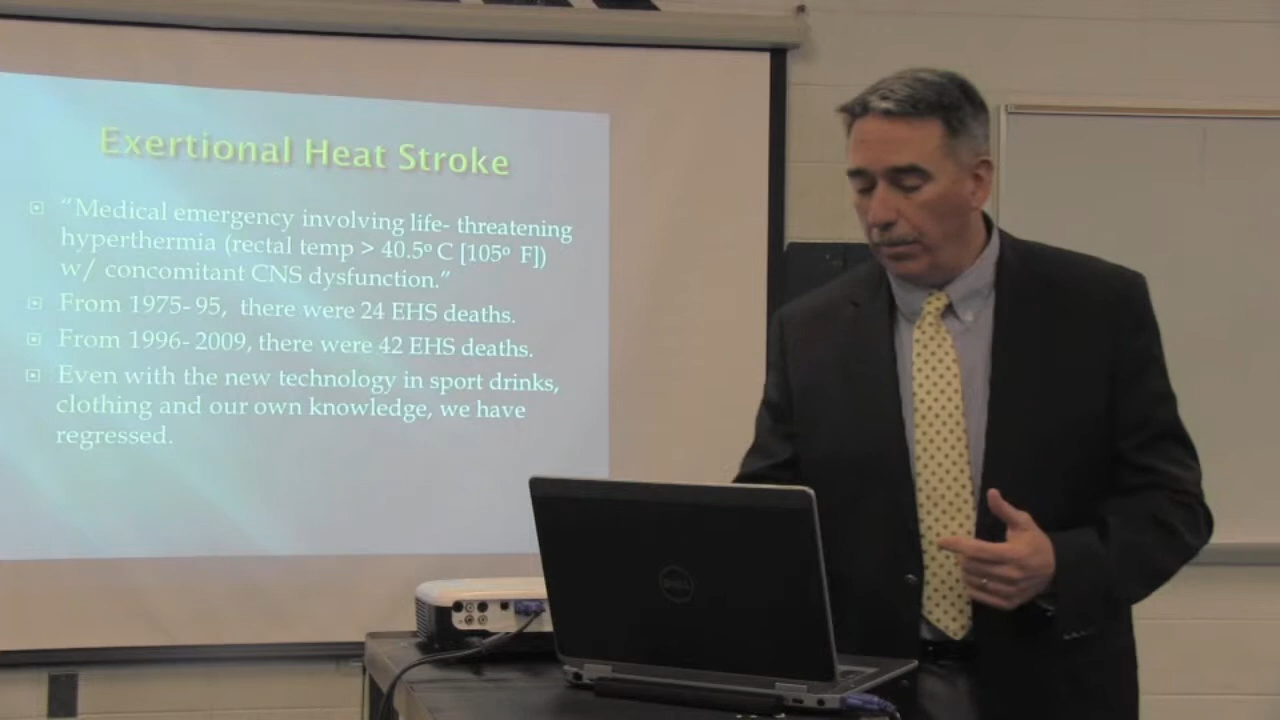 Exertional Heat Stroke
“Medical emergency involving life- threatening
hyperthermia (rectal temp > 40.5º C [105º F])
w/ concomitant CNS dysfunction.”
From 1975- 95, there were 24 EHS deaths.
From 1996- 2009, there were 42 EHS deaths.
Even with the new technology in sport drinks,
clothing and our own knowledge, we have
regressed.
DELL